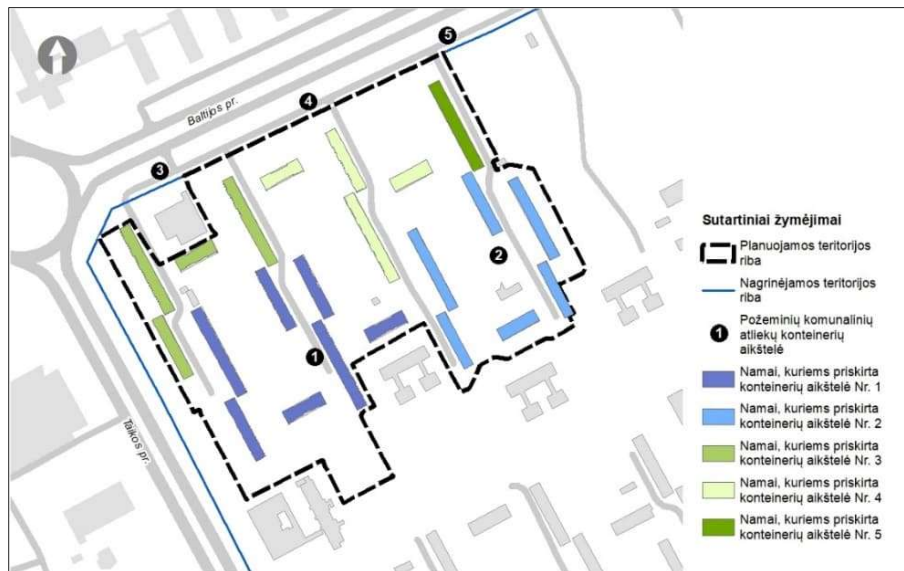 5
4
Baltijos pr.
3
2
1
Taikos pr.
Sutartiniai žymėjimai
Planuojamos teritorijos
riba
Nagrinėjamos teritorijos
riba
1
Požeminių komunalinių
atliekų konteinerių
aikštelė
Namai, kuriems priskirta
konteinerių aikštelė Nr. 1
Namai, kuriems priskirta
konteinerių aikštelė Nr. 2
Namai, kuriems priskirta
konteinerių aikštelė Nr. 3
Namai, kuriems priskirta
konteinerių aikštelė Nr. 4
Namai, kuriems priskirta
konteinerių aikštelė Nr. 5